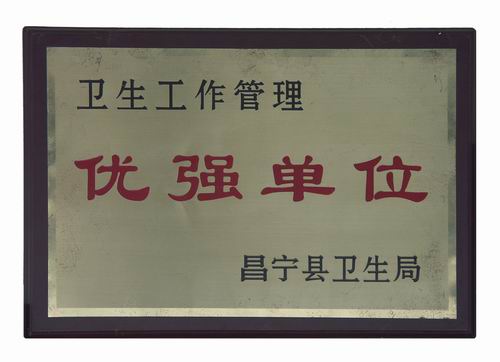 卫生工作管理
优强单位
昌宁县卫生局